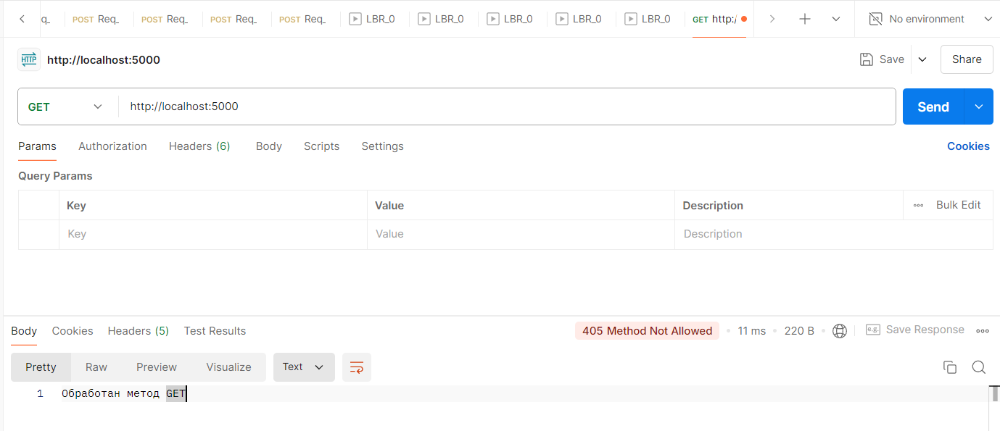 q_ POST Req_ POST Req_ POST Req_ POST Req_ LBR_0 LBR_0 LBR_0 LBR_0 LBR_0 GET http:/ No environment
HTTP http://localhost:5000 Save Share
GET http://localhost:5000 Send
Params Authorization Headers (6) Body Scripts Settings Cookies
Query Params
Key Value Description Bulk Edit
Key Value Description
Body Cookies Headers (5) Test Results 405 Method Not Allowed 11 ms 220 B e.g. Save Response
Pretty Raw Preview Visualize Text
1 Обработан метод GET